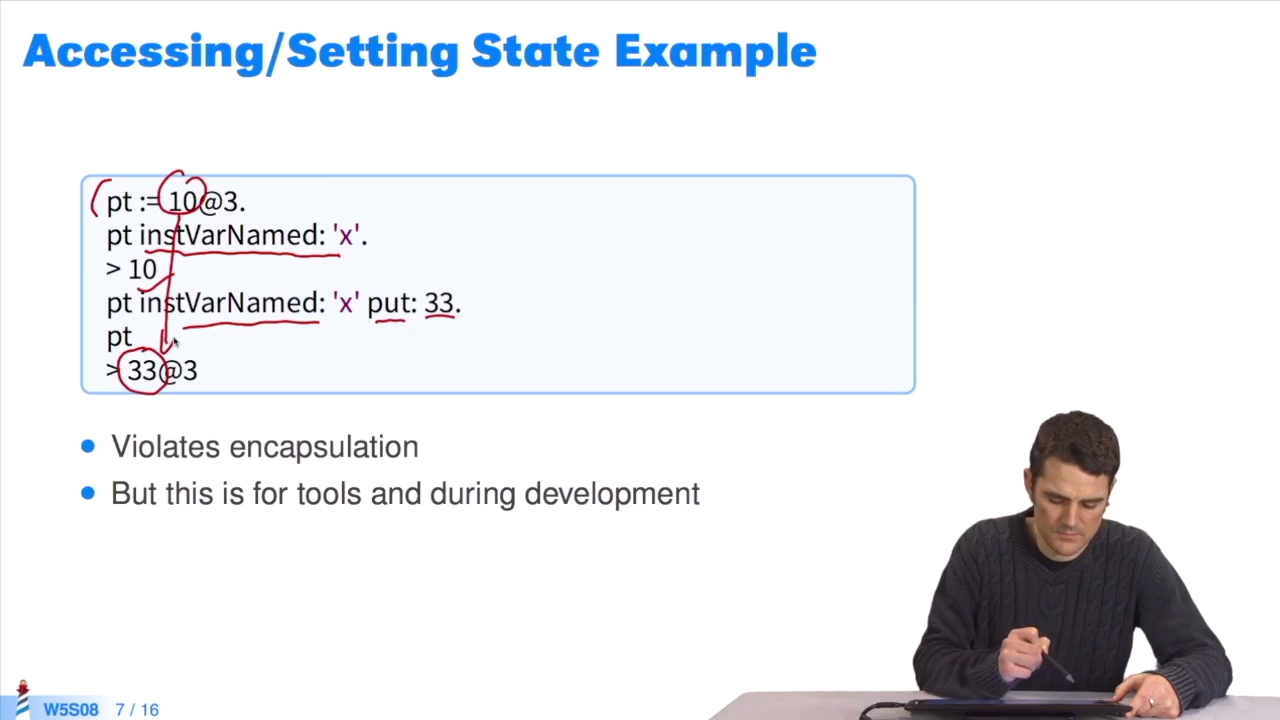 Accessing/Setting State Example
pt := 10@3.
pt instVarNamed: 'x'.
> 10
pt instVarNamed: 'x' put: 33.
pt
> 33@3
Violates encapsulation
But this is for tools and during development
W5S08 7 / 16